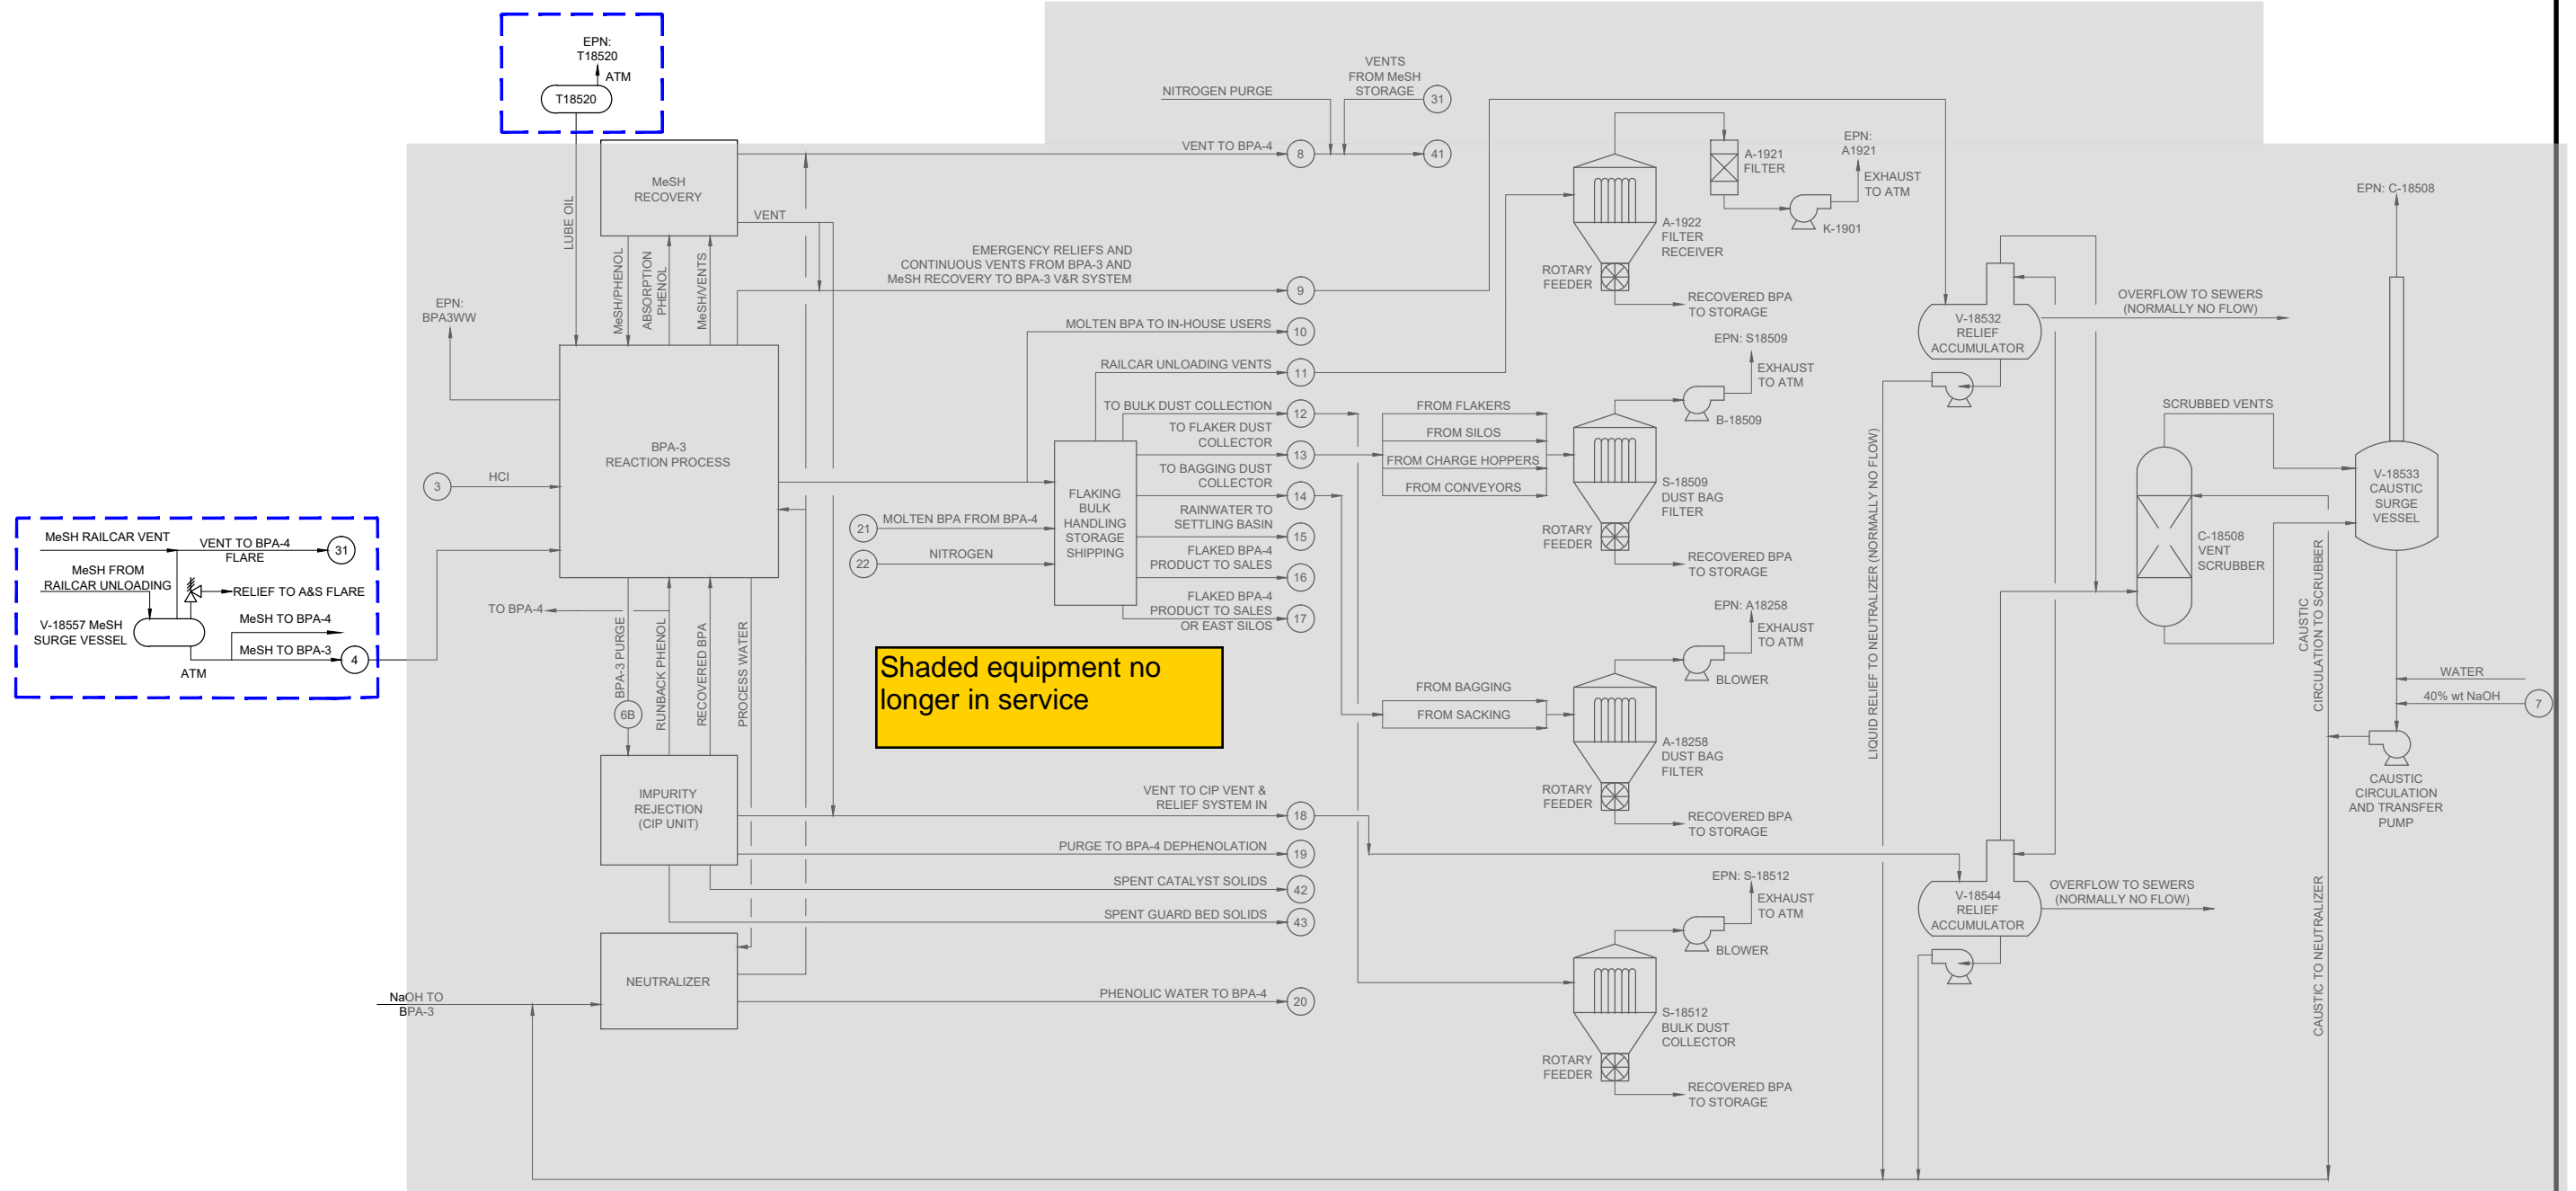 EPN:
T18520
ATM
T18520
LUBE OIL
MeSH
RECOVERY
MeSH/PHENOL
ABSORPTION
PHENOL
MeSH/VENTS
VENT
VENT TO BPA-4
8
NITROGEN PURGE
VENTS
FROM MeSH
STORAGE
31
41
EMERGENCY RELIEFS AND
CONTINUOUS VENTS FROM BPA-3 AND
MeSH RECOVERY TO BPA-3 V&R SYSTEM
9
MOLTEN BPA TO IN-HOUSE USERS
10
RAILCAR UNLOADING VENTS
11
TO BULK DUST COLLECTION
12
TO FLAKER DUST
COLLECTOR
13
TO BAGGING DUST
COLLECTOR
14
RAINWATER TO
SETTLING BASIN
15
FLAKED BPA-4
PRODUCT TO SALES
16
FLAKED BPA-4
PRODUCT TO SALES
OR EAST SILOS
17
EPN:
BPA3WW
BPA-3
REACTION PROCESS
3
HCl
21
MOLTEN BPA FROM BPA-4
22
NITROGEN
FLAKING
BULK
HANDLING
STORAGE
SHIPPING
MeSH RAILCAR VENT
VENT TO BPA-4
FLARE
31
MeSH FROM
RAILCAR UNLOADING
RELIEF TO A&S FLARE
V-18557 MeSH
SURGE VESSEL
MeSH TO BPA-4
MeSH TO BPA-3
4
ATM
TO BPA-4
BPA-3 PURGE
6B
RUNBACK PHENOL
RECOVERED BPA
PROCESS WATER
Shaded equipment no
longer in service
IMPURITY
REJECTION
(CIP UNIT)
VENT TO CIP VENT &
RELIEF SYSTEM IN
18
PURGE TO BPA-4 DEPHENOLATION
19
SPENT CATALYST SOLIDS
42
SPENT GUARD BED SOLIDS
43
NEUTRALIZER
PHENOLIC WATER TO BPA-4
20
NaOH TO
BPA-3
A-1922
FILTER
RECEIVER
A-1921
FILTER
EPN:
A1921
EXHAUST
TO ATM
K-1901
ROTARY
FEEDER
RECOVERED BPA
TO STORAGE
EPN: S18509
EXHAUST
TO ATM
B-18509
FROM FLAKERS
FROM SILOS
FROM CHARGE HOPPERS
FROM CONVEYORS
S-18509
DUST BAG
FILTER
ROTARY
FEEDER
RECOVERED BPA
TO STORAGE
EPN: A18258
EXHAUST
TO ATM
BLOWER
FROM BAGGING
FROM SACKING
A-18258
DUST BAG
FILTER
ROTARY
FEEDER
RECOVERED BPA
TO STORAGE
EPN: S-18512
EXHAUST
TO ATM
BLOWER
S-18512
BULK DUST
COLLECTOR
ROTARY
FEEDER
RECOVERED BPA
TO STORAGE
V-18532
RELIEF
ACCUMULATOR
OVERFLOW TO SEWERS
(NORMALLY NO FLOW)
LIQUID RELIEF TO NEUTRALIZER (NORMALLY NO FLOW)
V-18544
RELIEF
ACCUMULATOR
OVERFLOW TO SEWERS
(NORMALLY NO FLOW)
SCRUBBED VENTS
C-18508
VENT
SCRUBBER
EPN: C-18508
V-18533
CAUSTIC
SURGE
VESSEL
CAUSTIC
CIRCULATION TO SCRUBBER
WATER
40% wt NaOH
7
CAUSTIC
CIRCULATION
AND TRANSFER
PUMP
CAUSTIC TO NEUTRALIZER